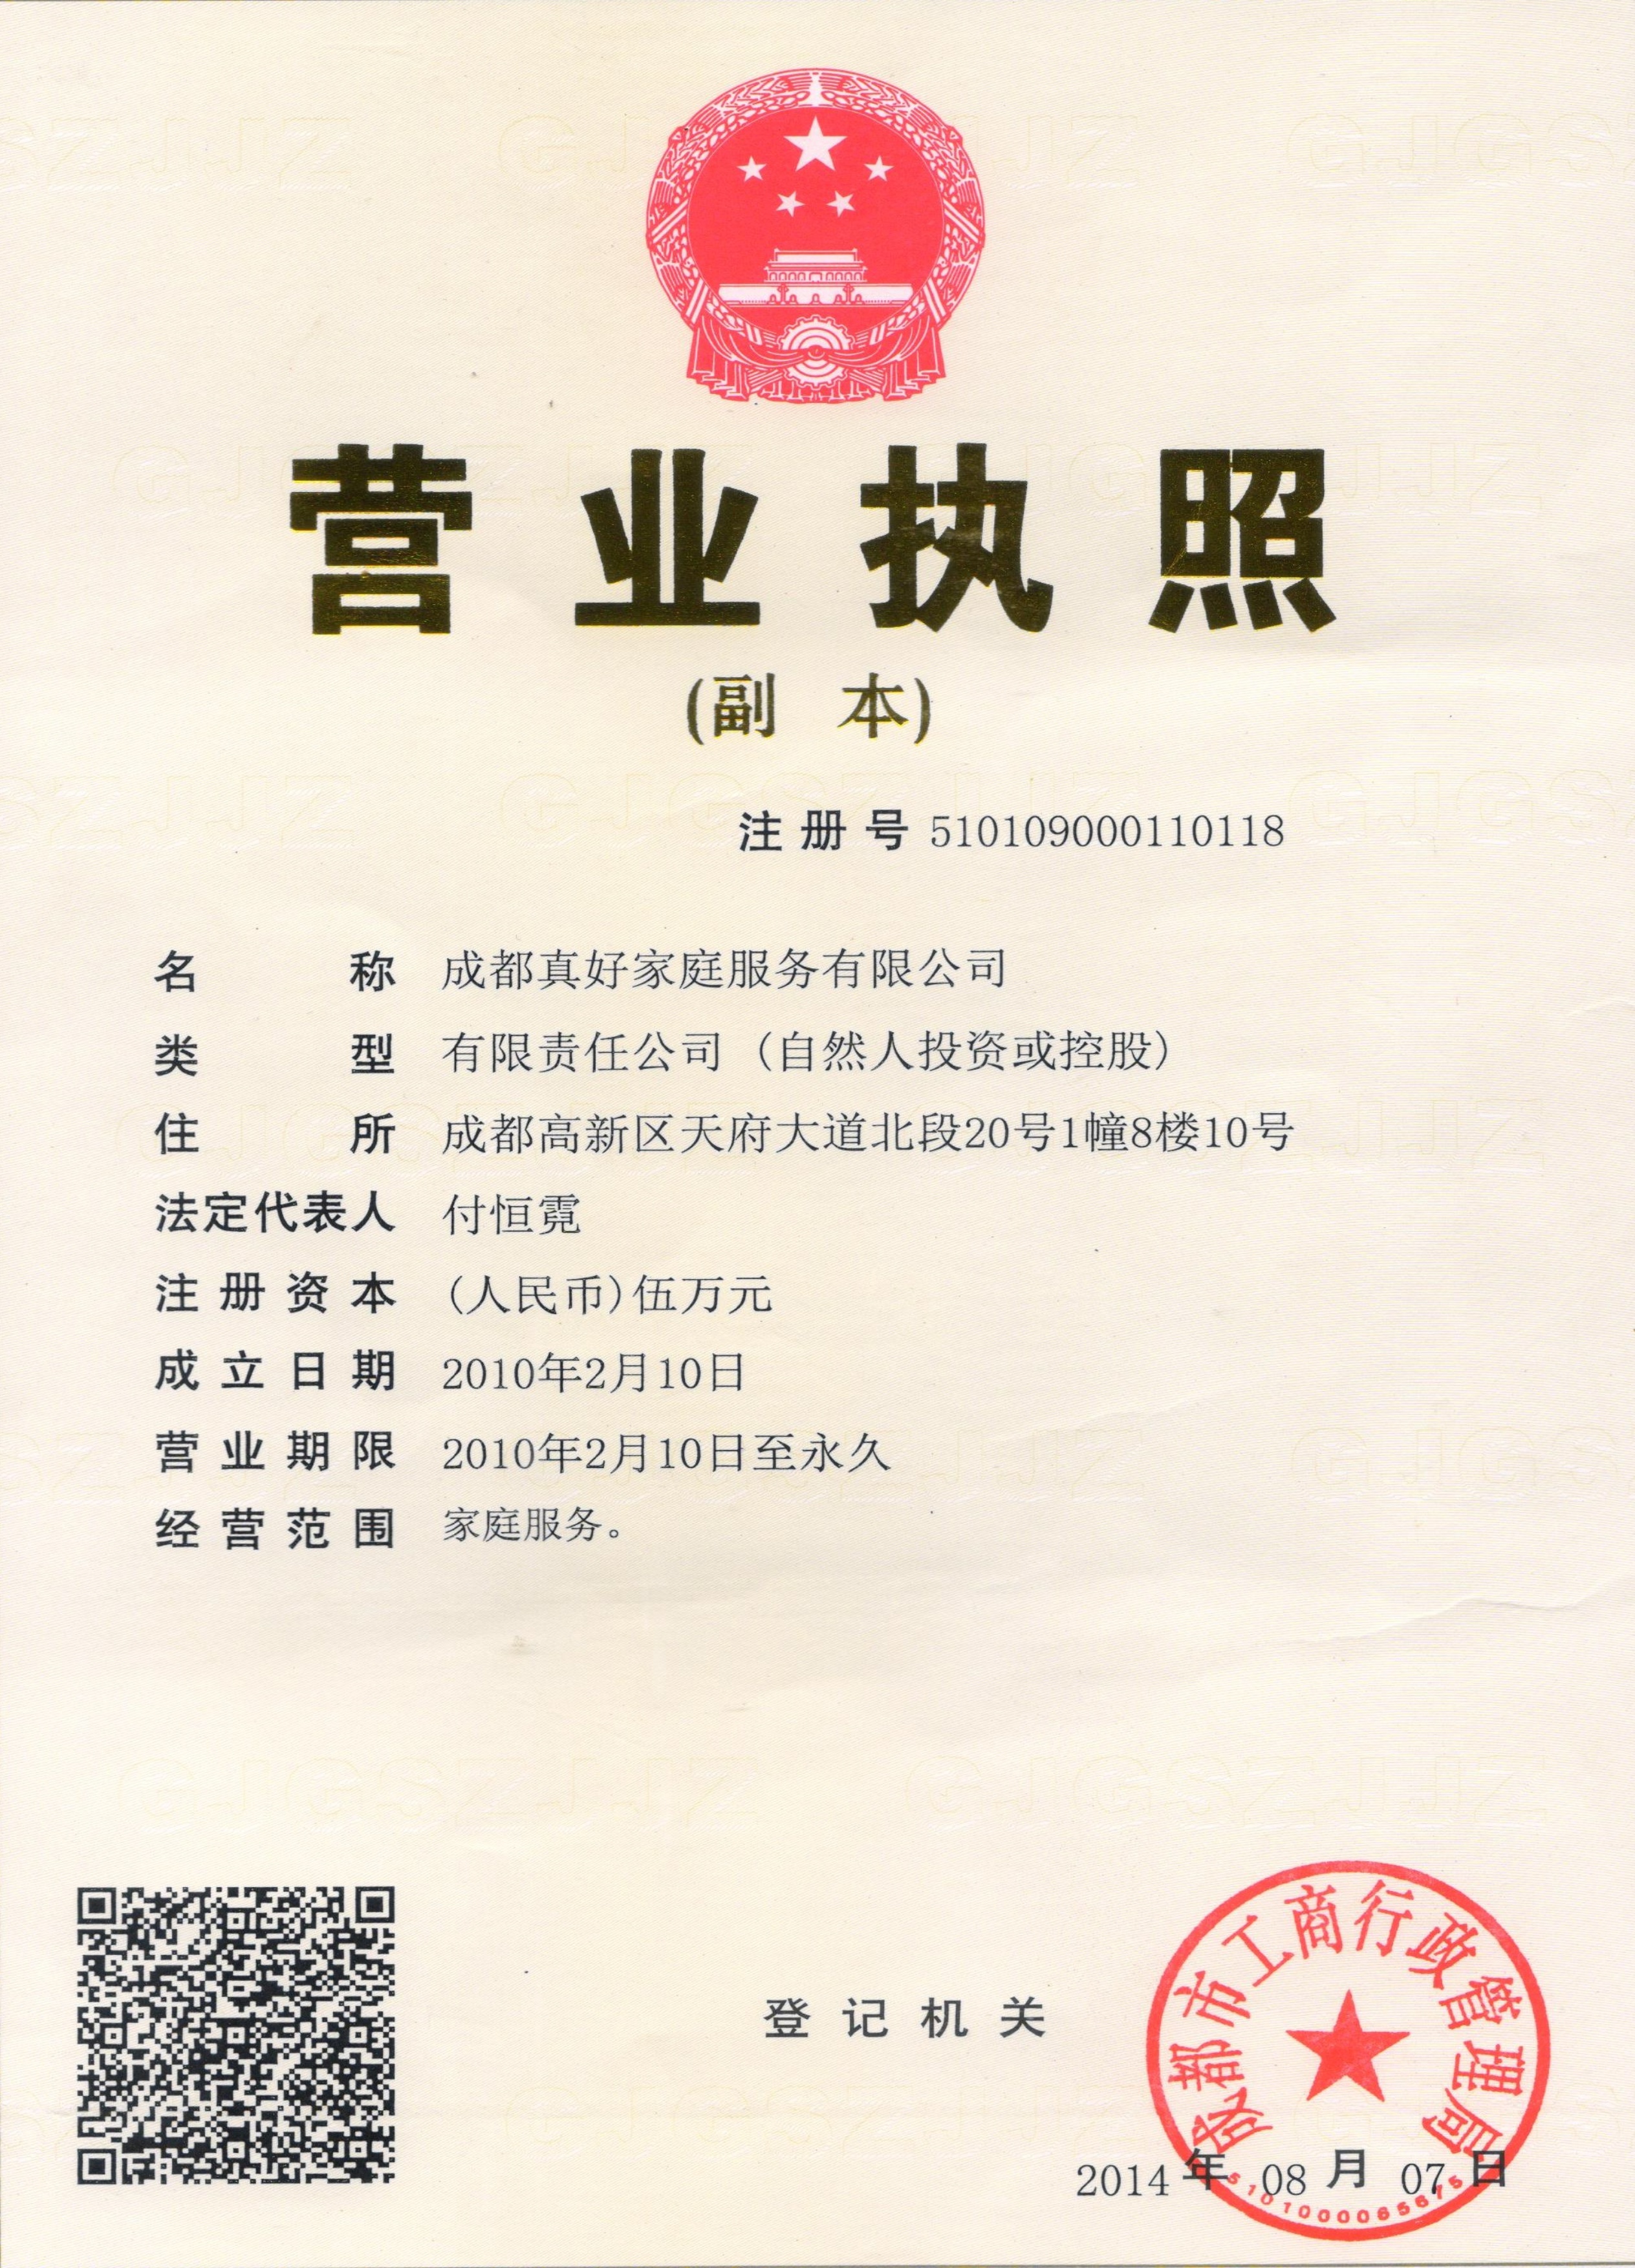 营业执照
(副 本)
注册号 510109000110118
名称 成都真好家庭服务有限公司
类型 有限责任公司 (自然人投资或控股)
住所 成都高新区天府大道北段20号1幢8楼10号
法定代表人 付恒霓
注册资本 (人民币)伍万元
成立日期 2010年2月10日
营业期限 2010年2月10日至永久
经营范围 家庭服务。
登记机关
成都市工商行政管理局
2014 年 08 月 07 日